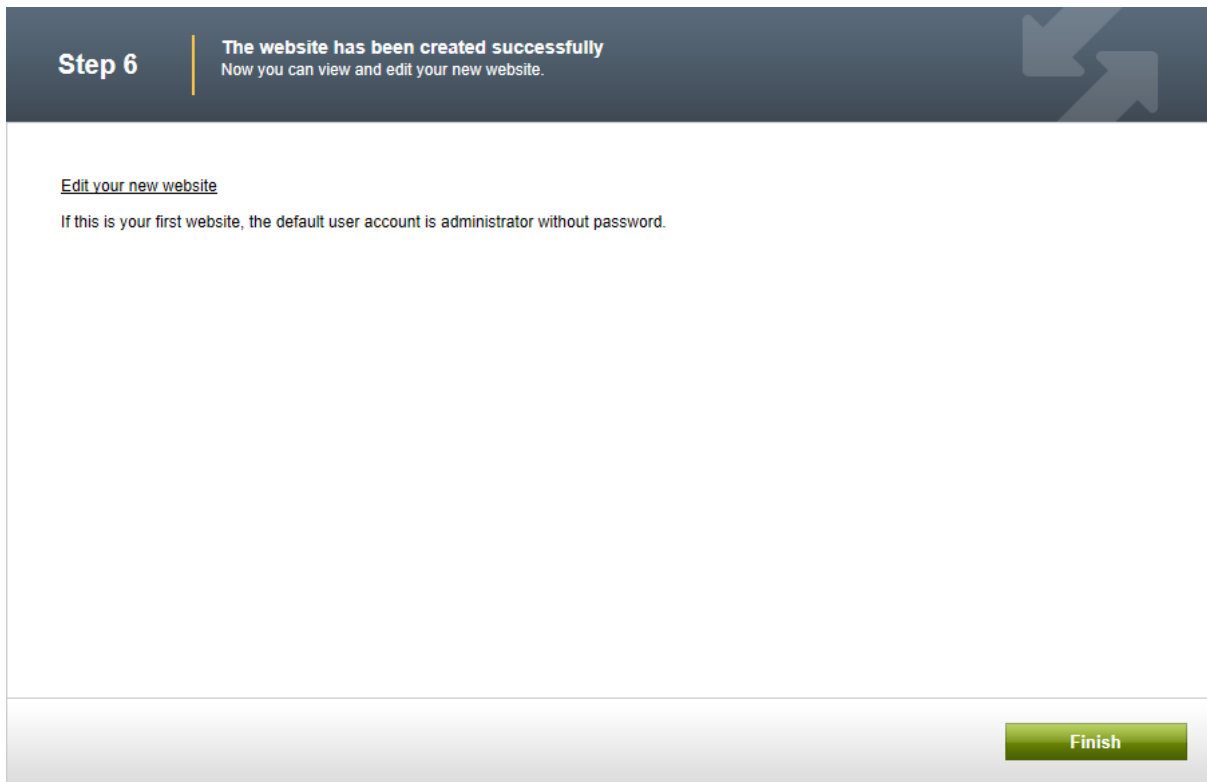 Step 6
The website has been created successfully
Now you can view and edit your new website.
Edit your new website
If this is your first website, the default user account is administrator without password.
Finish